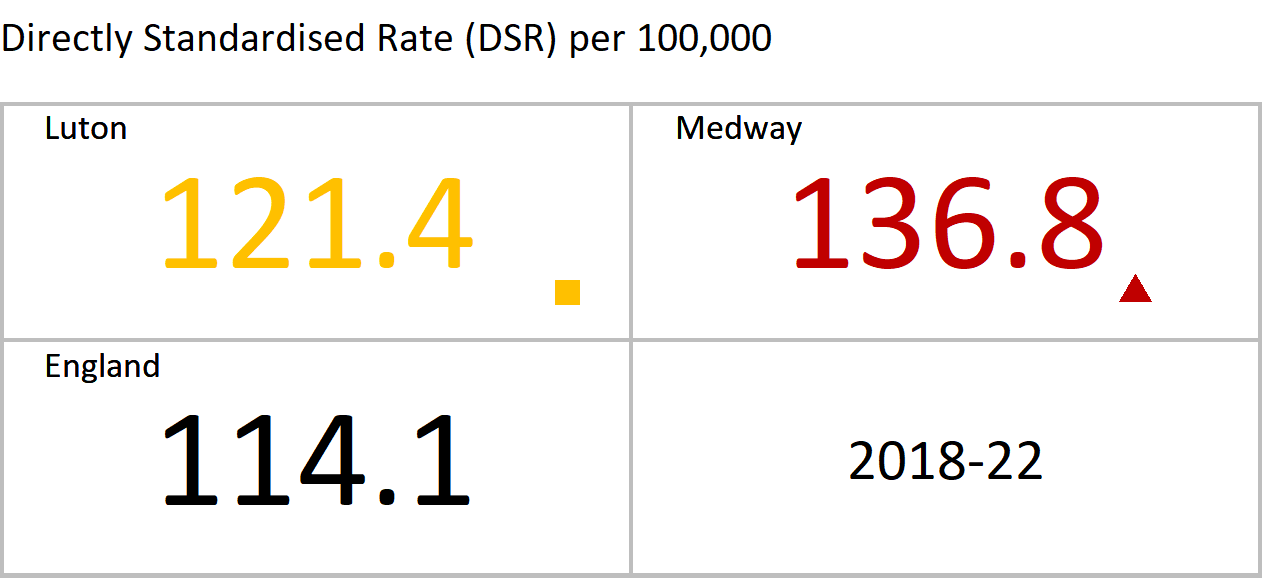 Directly Standardised Rate (DSR) per 100,000
Luton
121.4
Medway
136.8
England
114.1
2018-22